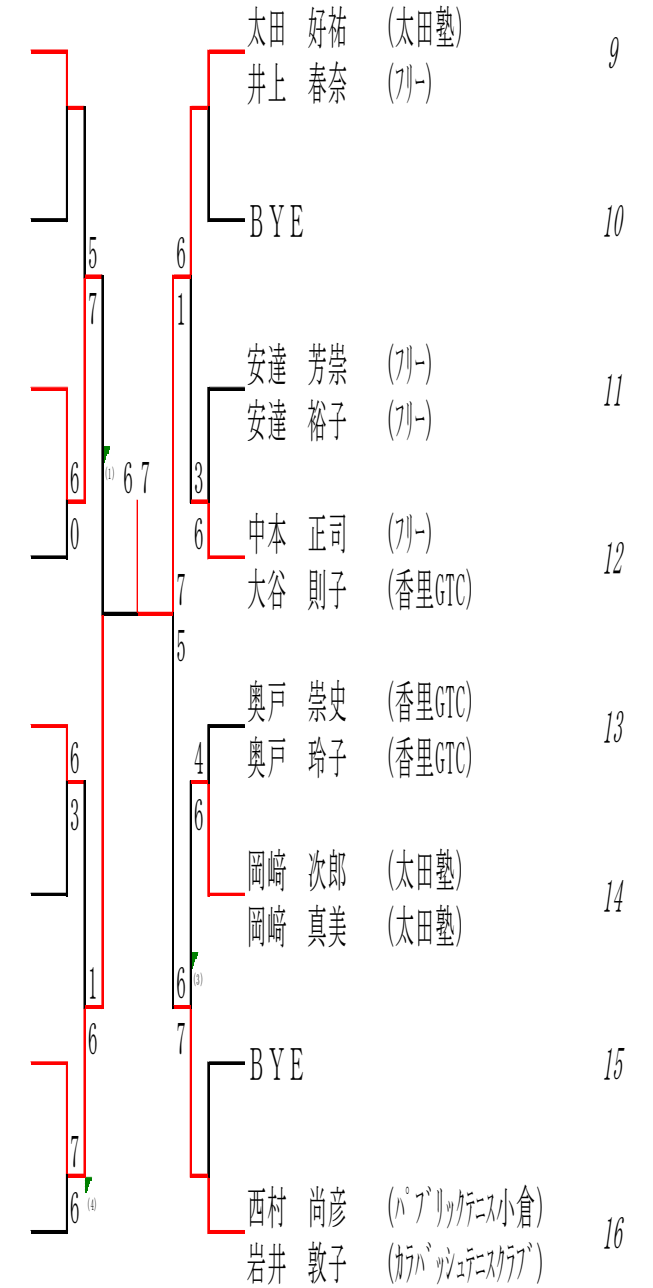 太田 好祐 (太田塾) 9
井上 春奈 (ﾌﾘｰ)
BYE 10
5 6
7 1
安達 芳崇 (ﾌﾘｰ) 11
安達 裕子 (ﾌﾘｰ)
(1) 6 7
6 3
0 6
中本 正司 (ﾌﾘｰ) 12
大谷 則子 (香里GTC)
7
5
奥戸 崇史 (香里GTC) 13
奥戸 玲子 (香里GTC)
6 4
3 6
岡﨑 次郎 (太田塾) 14
岡﨑 真美 (太田塾)
1 6 (3)
6 7
BYE 15
7
6 (4)
西村 尚彦 (ﾊﾟﾌﾞﾘｯｸﾃﾆｽ小倉) 16
岩井 敦子 (ｶﾗﾊﾞｯｼｭﾃﾆｽｸﾗﾌﾞ)